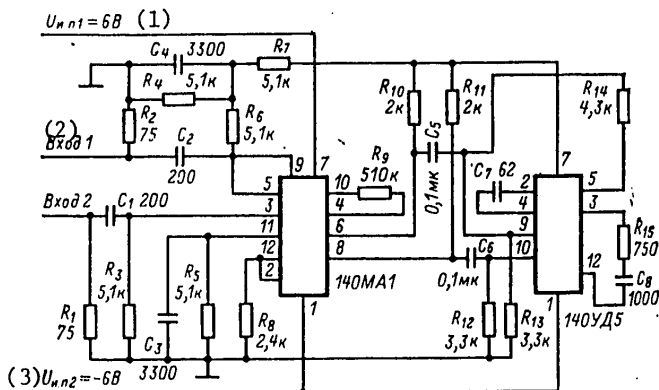 Uи п1 = 6В (1)
C4 3300
R4
5,1к
R7
5,1к
R2
75
R6
5,1к
(2)
Вход 1
C2
200
R10
2к
R11
2к
C5
0,1мк
R14
4,3к
9
7
5
3
11
12
2
10
4
6
8
1
R9
510к
140МА1
Вход 2
C1 200
R1
75
R3
5,1к
C3
3300
R5
5,1к
R8
2,4к
C7 62
2
4
9
10
7
5
3
12
1
140УД5
C6
0,1мк
R12
3,3к
R13
3,3к
R15
750
C8
1000
(3) Uи п2 = -6В